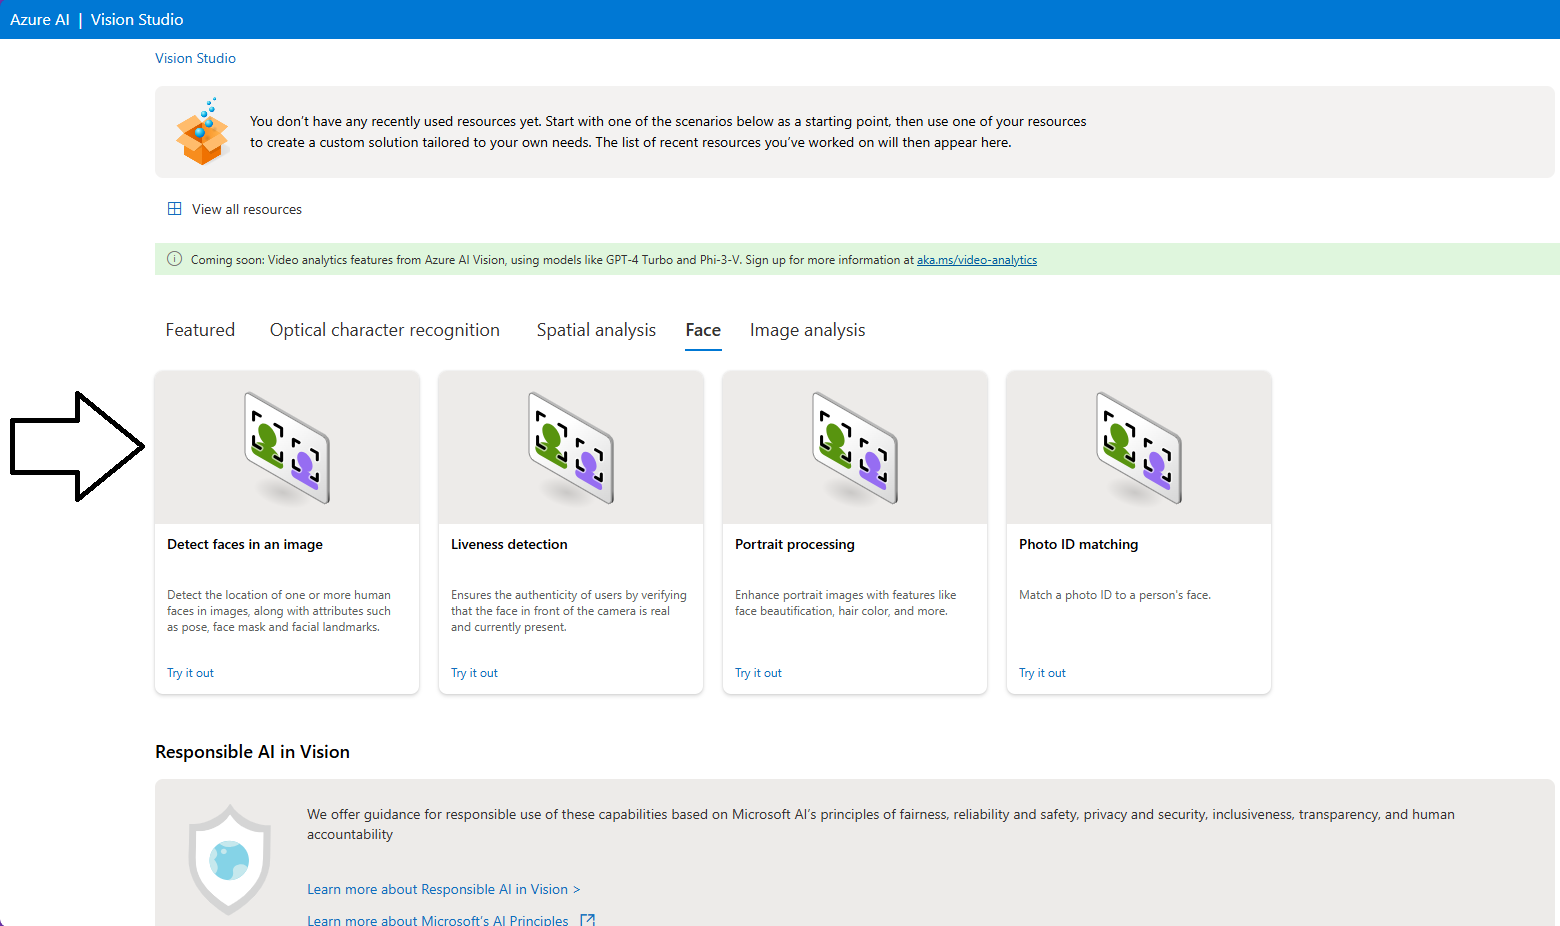 Azure AI | Vision Studio
Vision Studio
You don’t have any recently used resources yet. Start with one of the scenarios below as a starting point, then use one of your resources
to create a custom solution tailored to your own needs. The list of recent resources you’ve worked on will then appear here.
View all resources
Coming soon: Video analytics features from Azure AI Vision, using models like GPT-4 Turbo and Phi-3-V. Sign up for more information at aka.ms/video-analytics
Featured Optical character recognition Spatial analysis Face Image analysis
Detect faces in an image
Detect the location of one or more human
faces in images, along with attributes such
as pose, face mask and facial landmarks.
Try it out
Liveness detection
Ensures the authenticity of users by verifying
that the face in front of the camera is real
and currently present.
Try it out
Portrait processing
Enhance portrait images with features like
face beautification, hair color, and more.
Try it out
Photo ID matching
Match a photo ID to a person's face.
Try it out
Responsible AI in Vision
We offer guidance for responsible use of these capabilities based on Microsoft AI’s principles of fairness, reliability and safety, privacy and security, inclusiveness, transparency, and human
accountability
Learn more about Responsible AI in Vision >
Learn more about Microsoft’s AI Principles